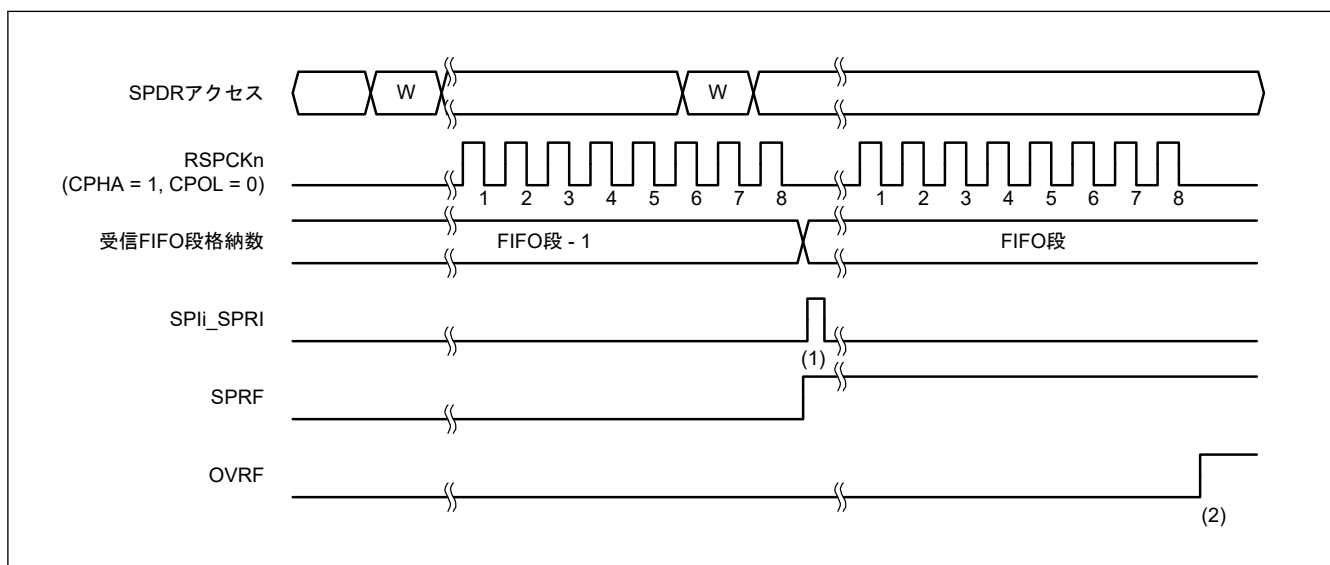 SPDRアクセス
W
W
RSPCKn
(CPHA = 1, CPOL = 0)
1 2 3 4 5 6 7 8 1 2 3 4 5 6 7 8
受信FIFO段格納数
FIFO段 - 1
FIFO段
SPIi_SPRI
(1)
SPRF
OVRF
(2)